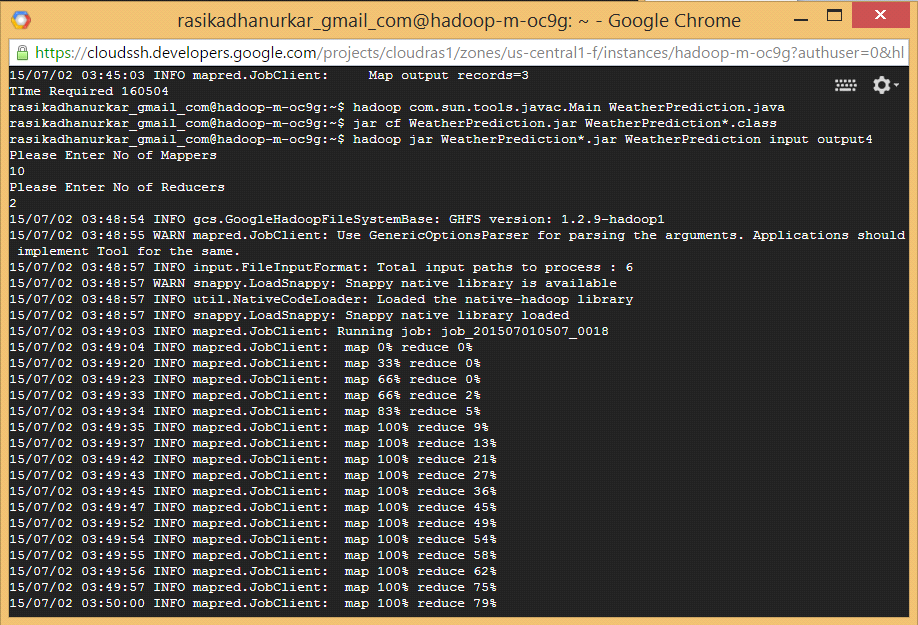 rasikadhanurkar_gmail_com@hadoop-m-oc9g: ~ - Google Chrome
https://cloudssh.developers.google.com/projects/cloudras1/zones/us-central1-f/instances/hadoop-m-oc9g?authuser=0&hl
15/07/02 03:45:03 INFO mapred.JobClient:     Map output records=3
TIme Required 160504
rasikadhanurkar_gmail_com@hadoop-m-oc9g:~$ hadoop com.sun.tools.javac.Main WeatherPrediction.java
rasikadhanurkar_gmail_com@hadoop-m-oc9g:~$ jar cf WeatherPrediction.jar WeatherPrediction*.class
rasikadhanurkar_gmail_com@hadoop-m-oc9g:~$ hadoop jar WeatherPrediction*.jar WeatherPrediction input output4
Please Enter No of Mappers
10
Please Enter No of Reducers
2
15/07/02 03:48:54 INFO gcs.GoogleHadoopFileSystemBase: GHFS version: 1.2.9-hadoop1
15/07/02 03:48:55 WARN mapred.JobClient: Use GenericOptionsParser for parsing the arguments. Applications should
 implement Tool for the same.
15/07/02 03:48:57 INFO input.FileInputFormat: Total input paths to process : 6
15/07/02 03:48:57 WARN snappy.LoadSnappy: Snappy native library is available
15/07/02 03:48:57 INFO util.NativeCodeLoader: Loaded the native-hadoop library
15/07/02 03:48:57 INFO snappy.LoadSnappy: Snappy native library loaded
15/07/02 03:49:03 INFO mapred.JobClient: Running job: job_201507010507_0018
15/07/02 03:49:04 INFO mapred.JobClient:  map 0% reduce 0%
15/07/02 03:49:20 INFO mapred.JobClient:  map 33% reduce 0%
15/07/02 03:49:23 INFO mapred.JobClient:  map 66% reduce 0%
15/07/02 03:49:33 INFO mapred.JobClient:  map 66% reduce 2%
15/07/02 03:49:34 INFO mapred.JobClient:  map 83% reduce 5%
15/07/02 03:49:35 INFO mapred.JobClient:  map 100% reduce 9%
15/07/02 03:49:37 INFO mapred.JobClient:  map 100% reduce 13%
15/07/02 03:49:42 INFO mapred.JobClient:  map 100% reduce 21%
15/07/02 03:49:43 INFO mapred.JobClient:  map 100% reduce 27%
15/07/02 03:49:45 INFO mapred.JobClient:  map 100% reduce 36%
15/07/02 03:49:47 INFO mapred.JobClient:  map 100% reduce 45%
15/07/02 03:49:52 INFO mapred.JobClient:  map 100% reduce 49%
15/07/02 03:49:54 INFO mapred.JobClient:  map 100% reduce 54%
15/07/02 03:49:55 INFO mapred.JobClient:  map 100% reduce 58%
15/07/02 03:49:56 INFO mapred.JobClient:  map 100% reduce 62%
15/07/02 03:49:57 INFO mapred.JobClient:  map 100% reduce 75%
15/07/02 03:50:00 INFO mapred.JobClient:  map 100% reduce 79%